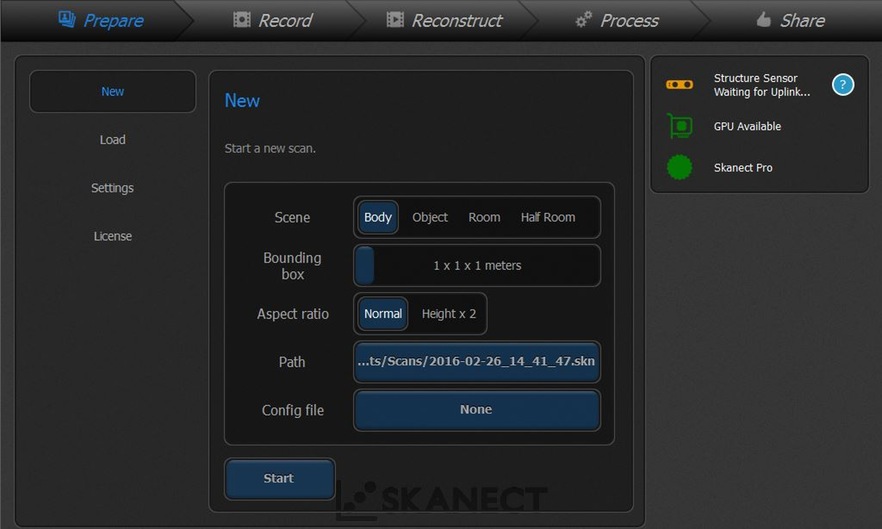 Prepare
Record
Reconstruct
Process
Share
New
Load
Settings
License
New
Start a new scan.
Scene
Body
Object
Room
Half Room
Bounding
box
1 x 1 x 1 meters
Aspect ratio
Normal
Height x 2
Path
...ts/Scans/2016-02-26_14_41_47.skn
Config file
None
Start
SKANECT
Structure Sensor
Waiting for Uplink...
?
GPU Available
Skanect Pro